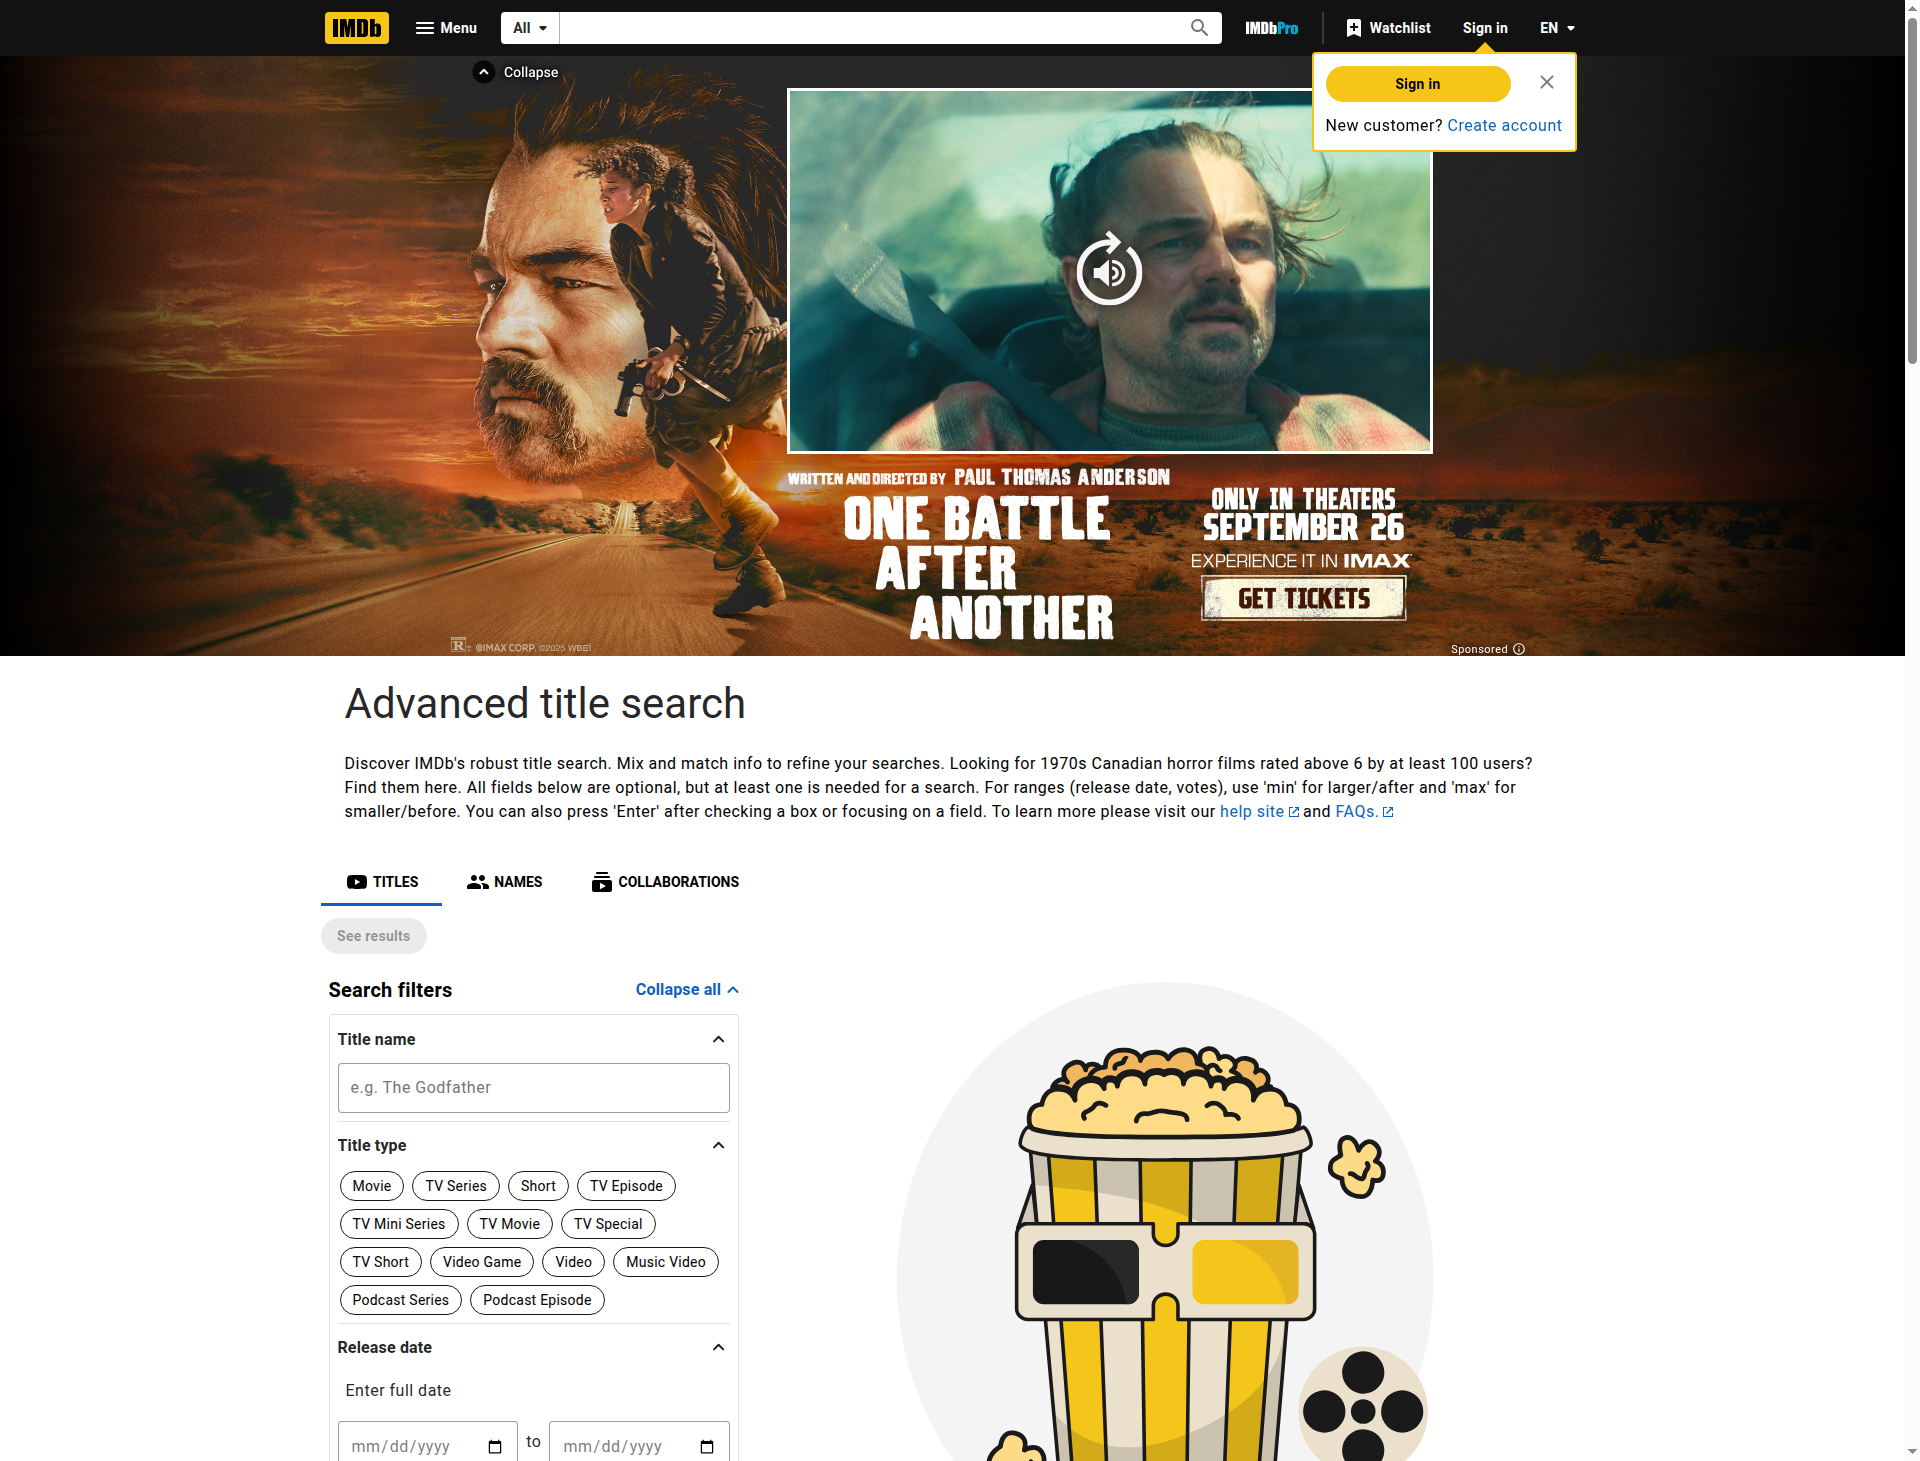 IMDb
Menu
All
IMDbPro
Watchlist
Sign in
EN
Collapse
Sign in
New customer? Create account
WRITTEN AND DIRECTED BY PAUL THOMAS ANDERSON
ONE BATTLE
AFTER
ANOTHER
ONLY IN THEATERS
SEPTEMBER 26
EXPERIENCE IT IN IMAX
GET TICKETS
R
©IMAX CORP. ©2025 WBEI
Sponsored
Advanced title search
Discover IMDb's robust title search. Mix and match info to refine your searches. Looking for 1970s Canadian horror films rated above 6 by at least 100 users?
Find them here. All fields below are optional, but at least one is needed for a search. For ranges (release date, votes), use 'min' for larger/after and 'max' for
smaller/before. You can also press 'Enter' after checking a box or focusing on a field. To learn more please visit our help site and FAQs.
TITLES
NAMES
COLLABORATIONS
See results
Search filters
Collapse all
Title name
e.g. The Godfather
Title type
Movie
TV Series
Short
TV Episode
TV Mini Series
TV Movie
TV Special
TV Short
Video Game
Video
Music Video
Podcast Series
Podcast Episode
Release date
Enter full date
mm/dd/yyyy
to
mm/dd/yyyy